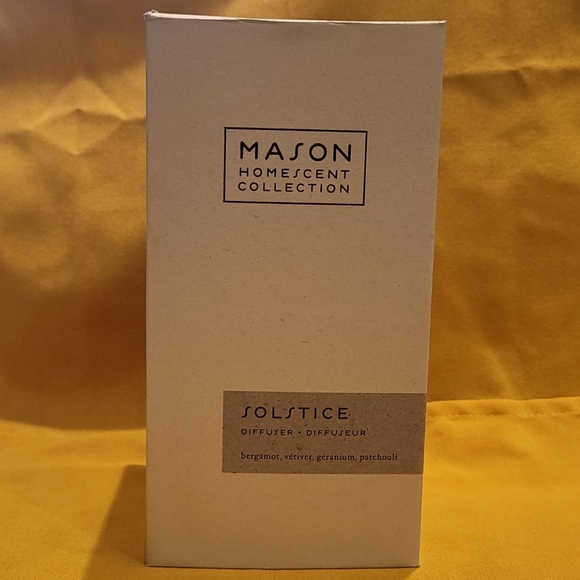 MASON
HOMESCENT
COLLECTION
SOLSTICE
DIFFUSER • DIFFUSEUR
bergamot, vétiver, géranium, patchouli